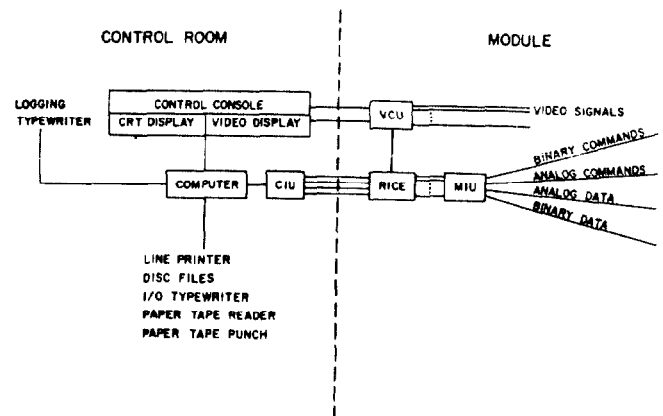 CONTROL ROOM
MODULE
LOGGING
TYPEWRITER
CONTROL CONSOLE
CRT DISPLAY
VIDEO DISPLAY
VCU
VIDEO SIGNALS
COMPUTER
CIU
RICE
MIU
BINARY COMMANDS
ANALOG COMMANDS
ANALOG DATA
BINARY DATA
LINE PRINTER
DISC FILES
I/O TYPEWRITER
PAPER TAPE READER
PAPER TAPE PUNCH